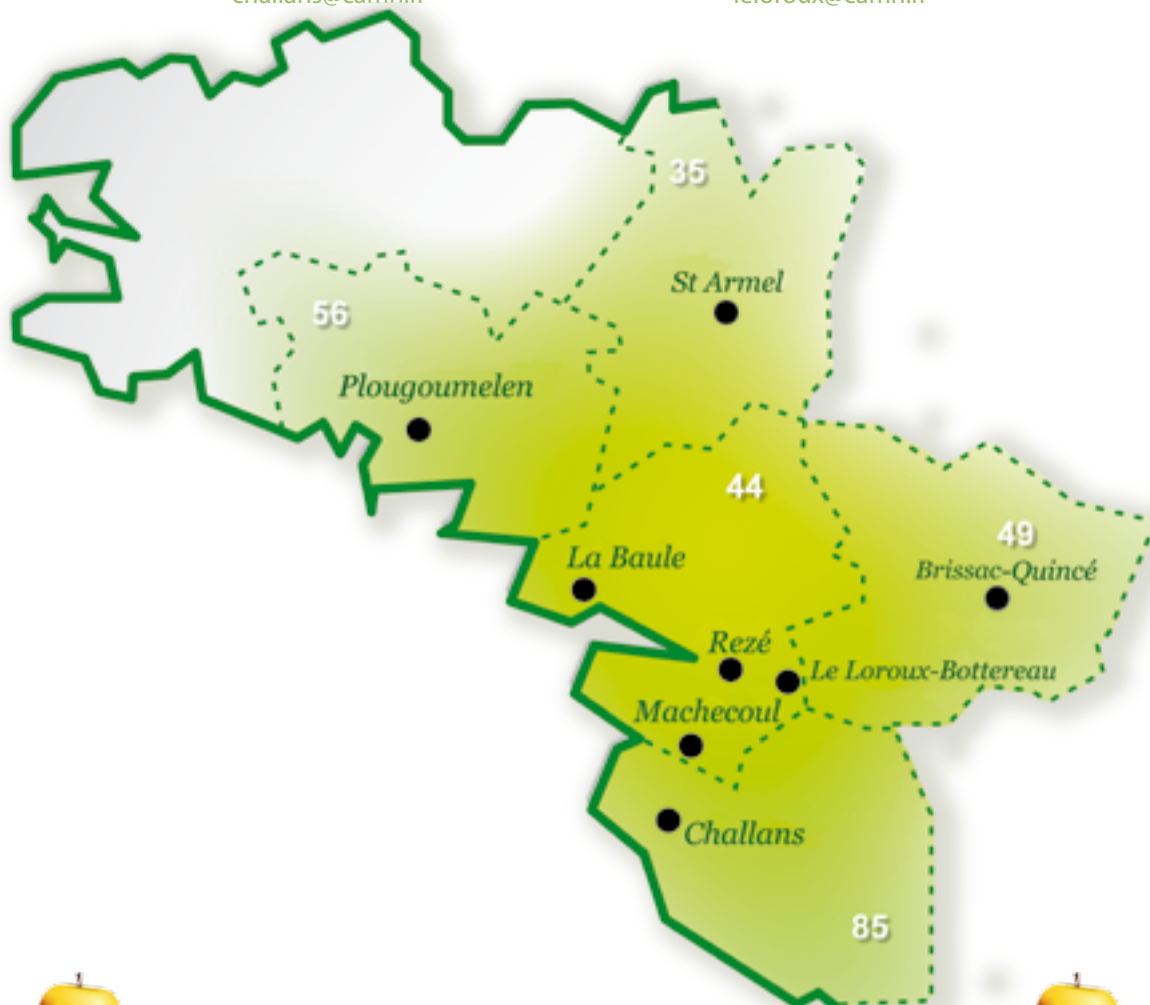 35
St Armel
56
Plougoumelen
44
49
La Baule
Brissac-Quincé
Rezé
Le Loroux-Bottereau
Machecoul
Challans
85